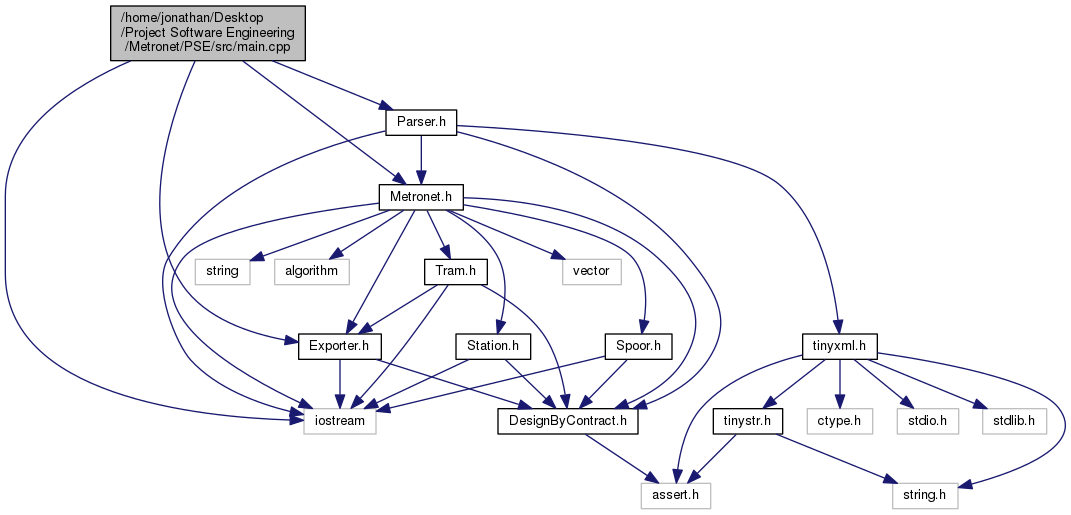 /home/jonathan/Desktop
/Project Software Engineering
/Metronet/PSE/src/main.cpp
Parser.h
Metronet.h
string
algorithm
Tram.h
vector
Exporter.h
Station.h
Spoor.h
tinyxml.h
iostream
DesignByContract.h
tinystr.h
ctype.h
stdio.h
stdlib.h
assert.h
string.h